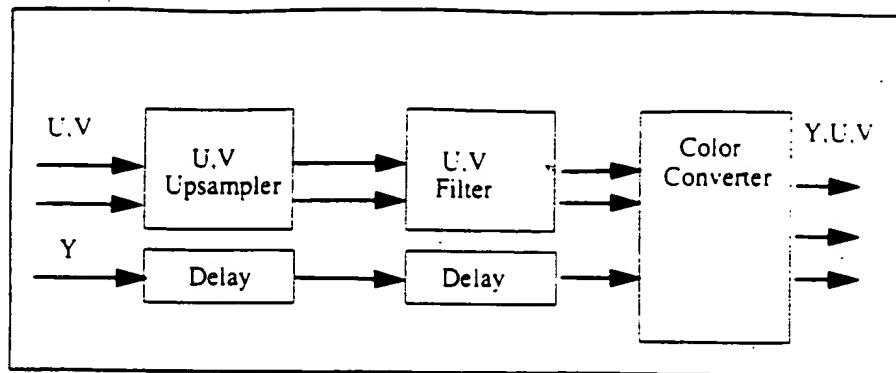 U,V
U,V
Upsampler
U,V
Filter
Color
Converter
Y,U,V
Y
Delay
Delay